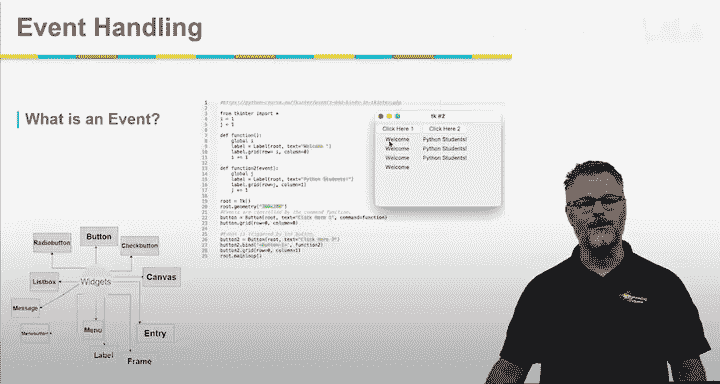 Event Handling
What is an Event?
from tkinter import *
i = 1
j = 1
def function():
global i
label = Label(root, text="Welcome ")
label.grid(row= i, column=0)
i += 1
def function2(event):
global j
label = Label(root, text="Python Students!")
label.grid(row=j, column=1)
j += 1
root = Tk()
button = Button(root, text="Click Here 1", command=function)
button.grid(row=0, column=0)
button2 = Button(root, text="Click Here 2")
button2.grid(row=0, column=1)
root.mainloop()
tk #2
Click Here 1 Click Here 2
Welcome Python Students!
Welcome Python Students!
Welcome Python Students!
Welcome
Button
Radiobutton
Checkbutton
Widgets
Listbox
Canvas
Message
Menubutton
Menu
Entry
Label
Frame